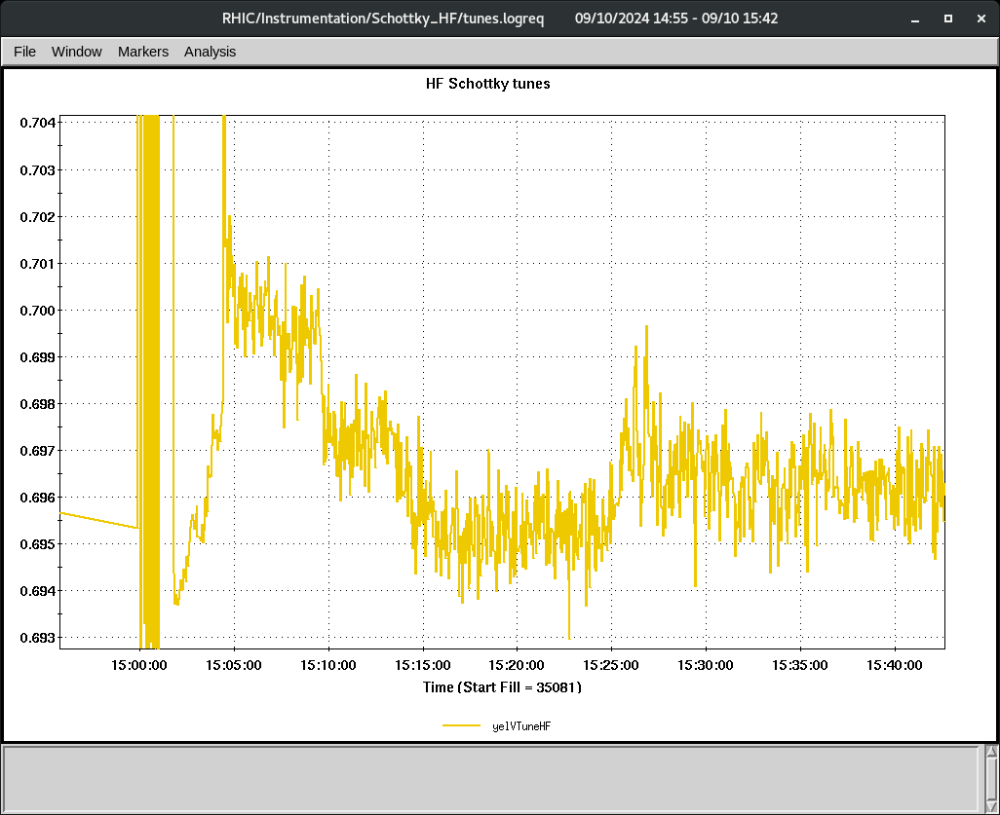 RHIC/Instrumentation/Schottky_HF/tunes.logreq 09/10/2024 14:55 - 09/10 15:42
File Window Markers Analysis
HF Schottky tunes
0.704
0.703
0.702
0.701
0.700
0.699
0.698
0.697
0.696
0.695
0.694
0.693
15:00:00 15:05:00 15:10:00 15:15:00 15:20:00 15:25:00 15:30:00 15:35:00 15:40:00
Time (Start Fill = 35081)
yelVTuneHF